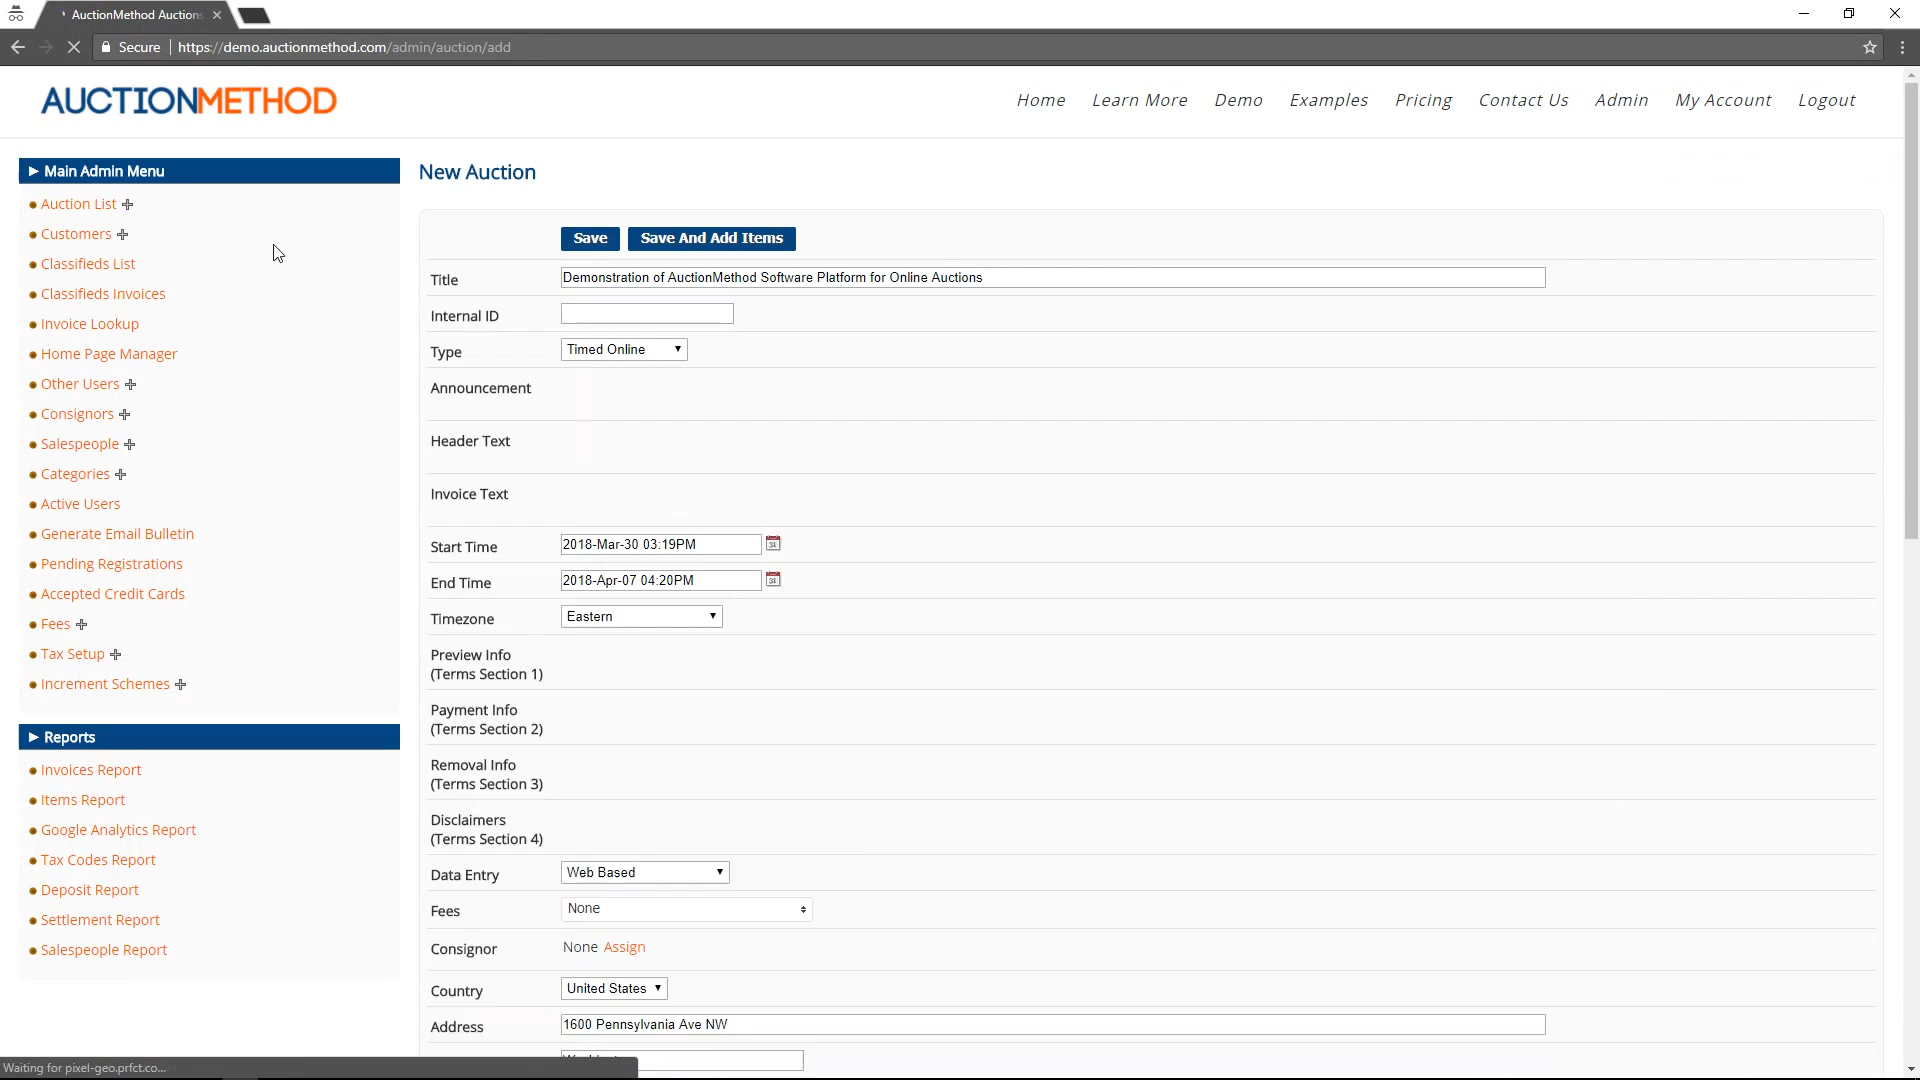 AuctionMethod Auctions
Secure https://demo.auctionmethod.com/admin/auction/add
AUCTIONMETHOD
Home Learn More Demo Examples Pricing Contact Us Admin My Account Logout
Main Admin Menu
Auction List
Customers
Classifieds List
Classifieds Invoices
Invoice Lookup
Home Page Manager
Other Users
Consignors
Salespeople
Categories
Active Users
Generate Email Bulletin
Pending Registrations
Accepted Credit Cards
Fees
Tax Setup
Increment Schemes
Reports
Invoices Report
Items Report
Google Analytics Report
Tax Codes Report
Deposit Report
Settlement Report
Salespeople Report
New Auction
Save Save And Add Items
Title Demonstration of AuctionMethod Software Platform for Online Auctions
Internal ID
Type Timed Online
Announcement
Header Text
Invoice Text
Start Time 2018-Mar-30 03:19PM
End Time 2018-Apr-07 04:20PM
Timezone Eastern
Preview Info
(Terms Section 1)
Payment Info
(Terms Section 2)
Removal Info
(Terms Section 3)
Disclaimers
(Terms Section 4)
Data Entry Web Based
Fees None
Consignor None Assign
Country United States
Address 1600 Pennsylvania Ave NW
Waiting for pixel-geo.prfct.co...